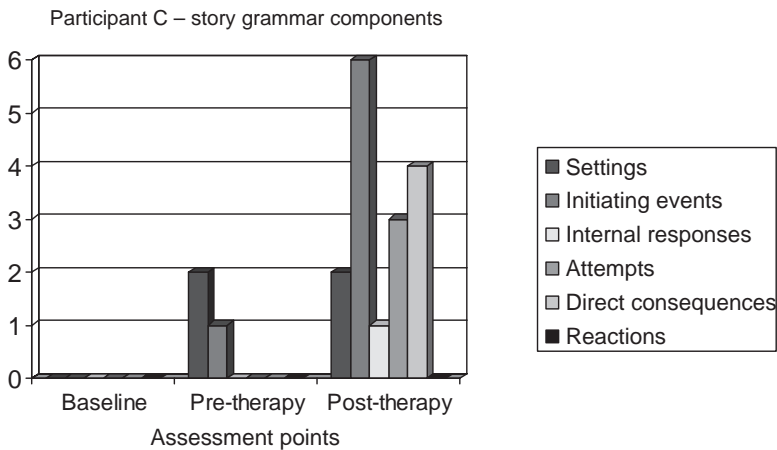 Participant C – story grammar components
6
5
4
3
2
1
0
Baseline
Pre-therapy
Post-therapy
Assessment points
Settings
Initiating events
Internal responses
Attempts
Direct consequences
Reactions